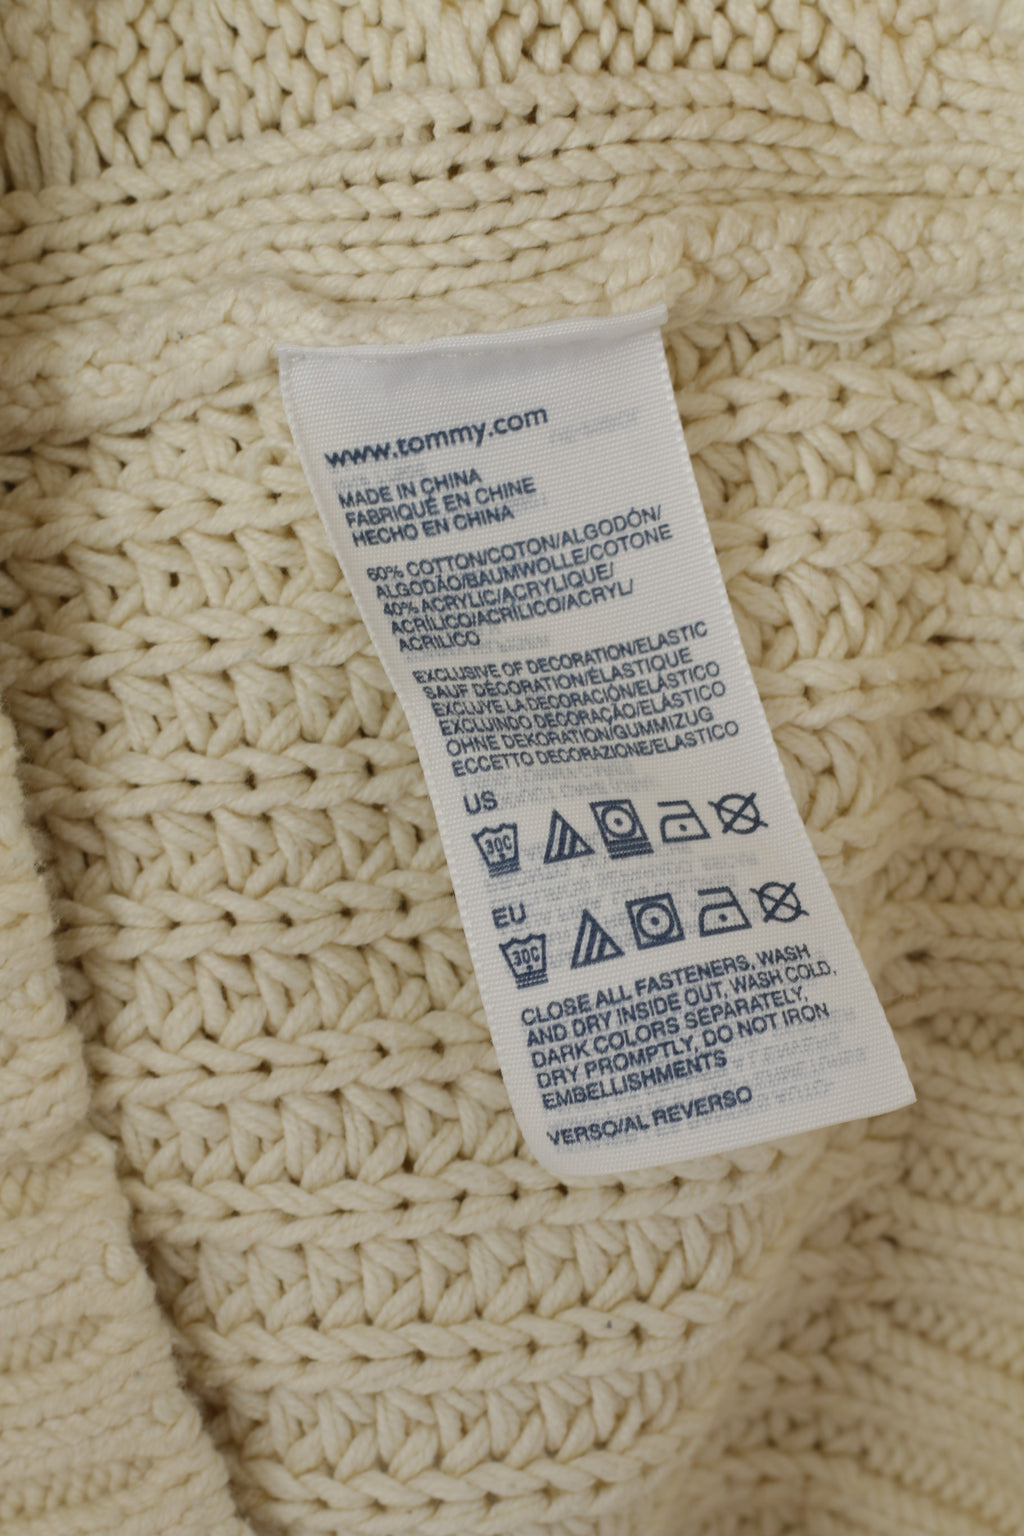 www.tommy.com
MADE IN CHINA
FABRIQUÉ EN CHINE
HECHO EN CHINA
60% COTTON/COTON/ALGODÓN/
ALGODÃO/BAUMWOLLE/COTONE
40% ACRYLIC/ACRYLIQUE/
ACRÍLICO/ACRÍLICO/ACRYL/
ACRILICO
EXCLUSIVE OF DECORATION/ELASTIC
SAUF DÉCORATION/ÉLASTIQUE
EXCLUYE LA DECORACIÓN/ELÁSTICO
EXCLUINDO DECORAÇÃO/ELÁSTICO
OHNE DEKORATION/GUMMIZUG
ECCETTO DECORAZIONE/ELASTICO
US
30C
EU
30C
CLOSE ALL FASTENERS, WASH
AND DRY INSIDE OUT, WASH COLD,
DARK COLORS SEPARATELY,
DRY PROMPTLY, DO NOT IRON
EMBELLISHMENTS
VERSO/AL REVERSO